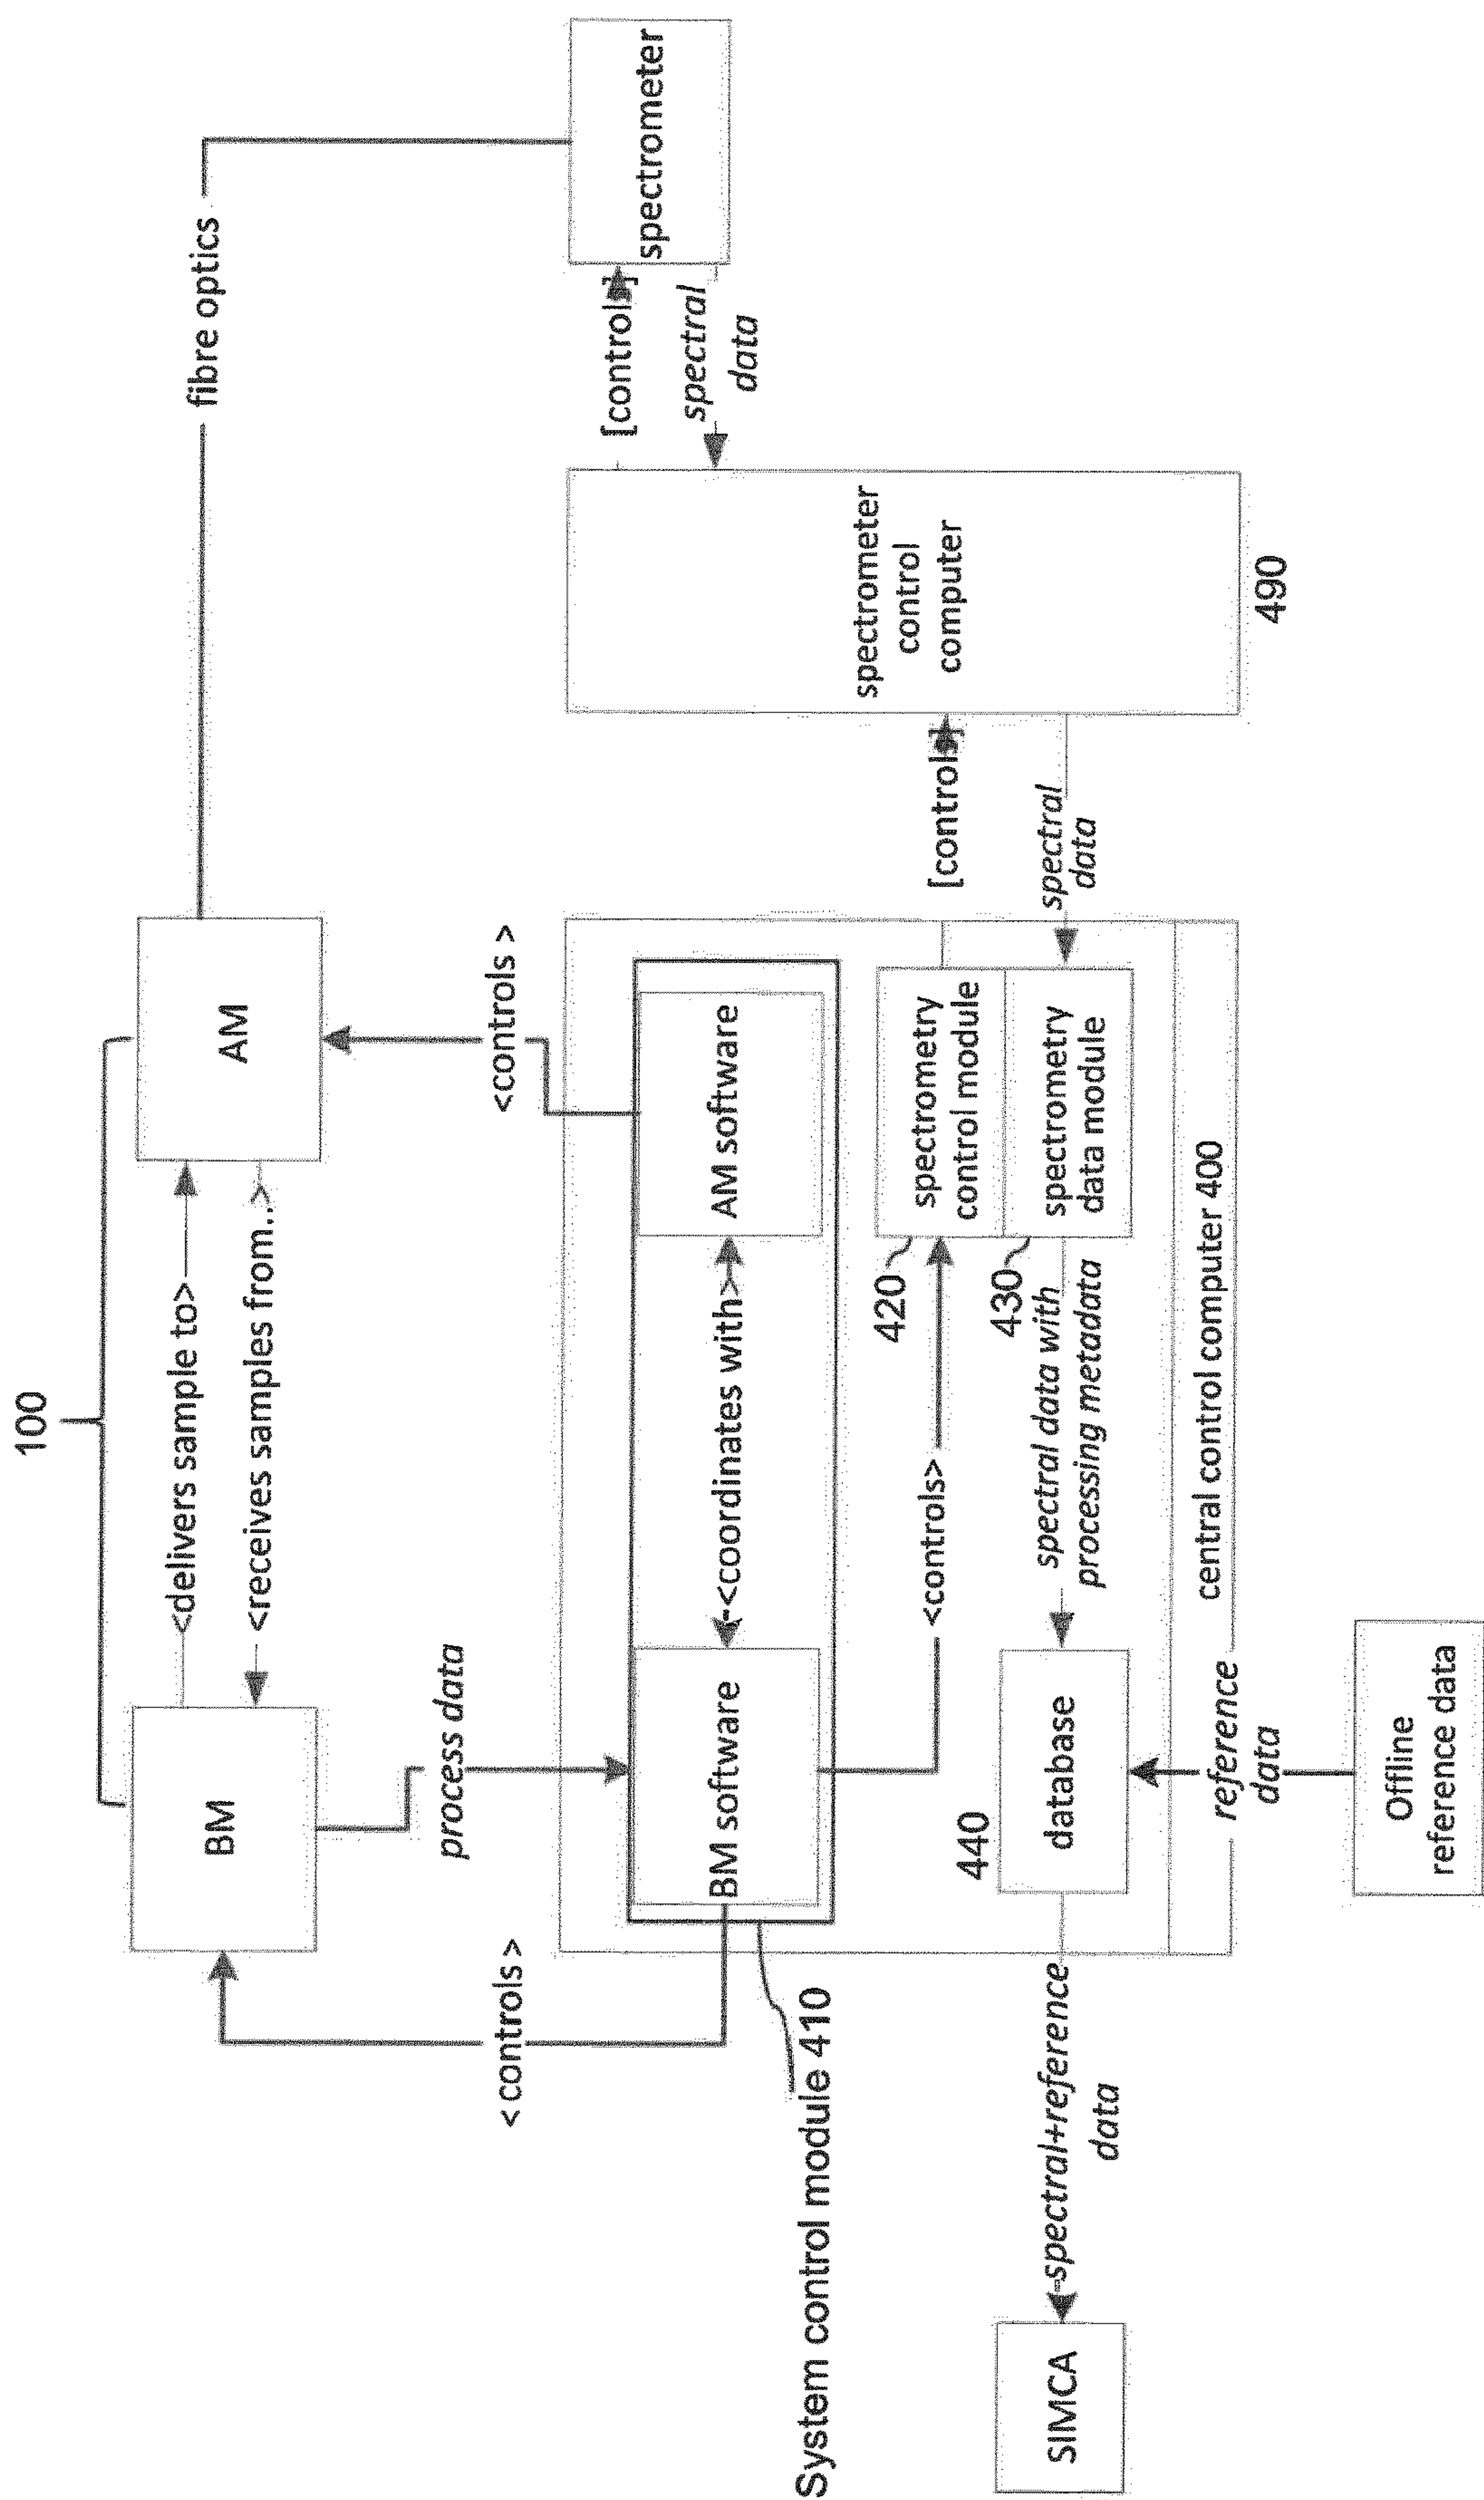 100
BM
<delivers sample to>
<receives samples from..>
AM
fibre optics
<controls >
process data
<controls >
BM software
<coordinates with>
AM software
System control module 410
<controls>
420
spectrometry
control module
430
spectrometry
data module
440
database
spectral data with
processing metadata
central control computer 400
[controls]
spectral
data
spectrometer
control
computer
490
[controls]
spectral
data
spectrometer
SIMCA
spectral+reference
data
reference
data
Offline
reference data